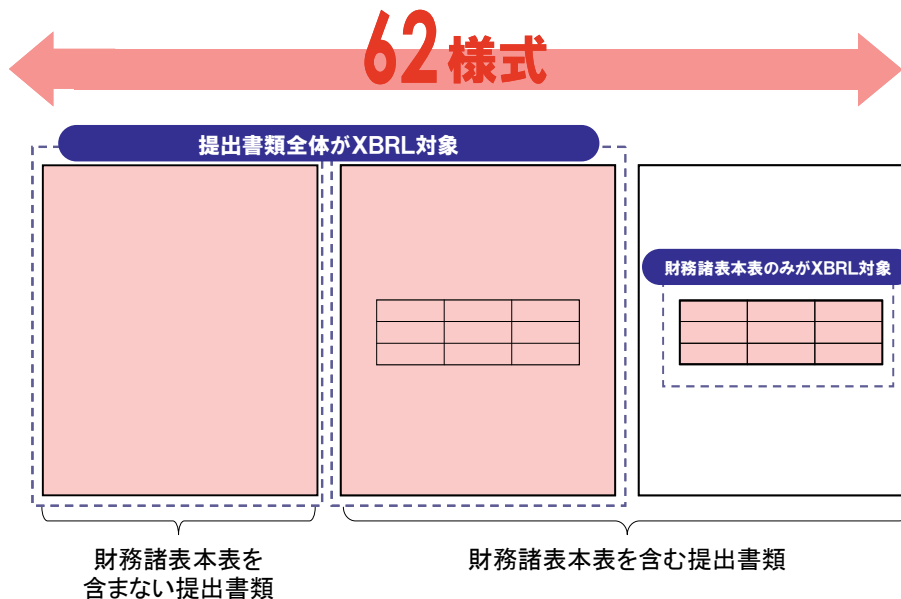 62様式
提出書類全体がXBRL対象
財務諸表本表のみがXBRL対象
財務諸表本表を
含まない提出書類
財務諸表本表を含む提出書類